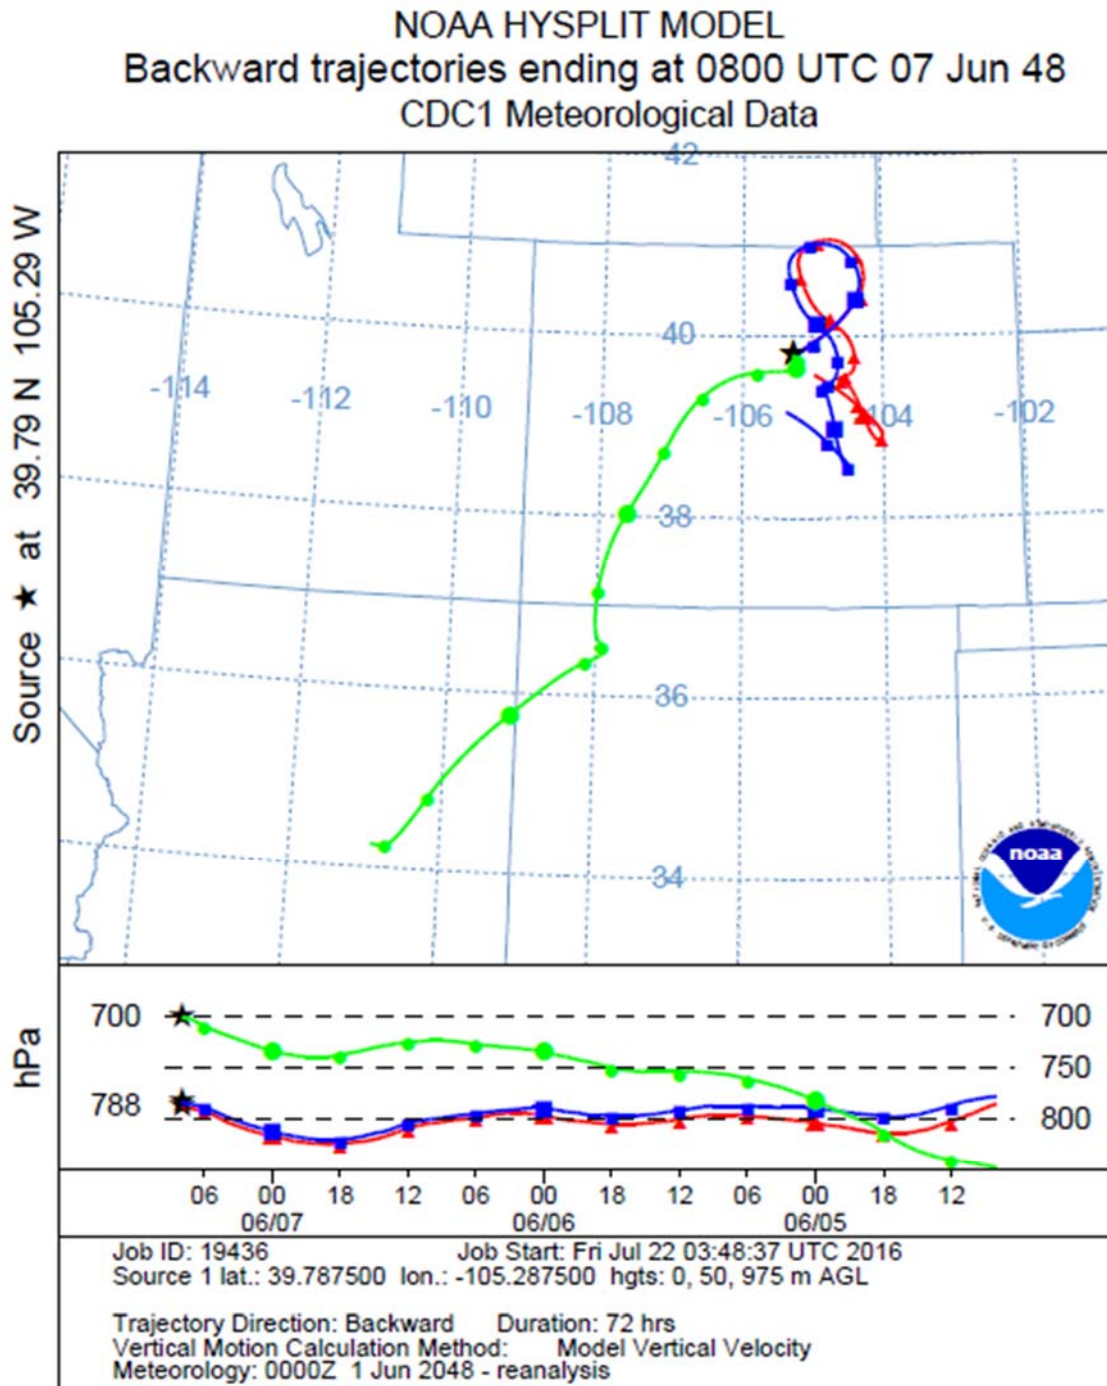 NOAA HYSPLIT MODEL
Backward trajectories ending at 0800 UTC 07 Jun 48
CDC1 Meteorological Data
Source ★ at 39.79 N 105.29 W
42
40
-114
-112
-110
-108
-106
-104
-102
38
36
34
noaa
hPa
700
700
750
788
800
06 00 18 12 06 00 18 12 06 00 18 12
06/07 06/06 06/05
Job ID: 19436 Job Start: Fri Jul 22 03:48:37 UTC 2016
Source 1 lat.: 39.787500 lon.: -105.287500 hgts: 0, 50, 975 m AGL
Trajectory Direction: Backward Duration: 72 hrs
Vertical Motion Calculation Method: Model Vertical Velocity
Meteorology: 0000Z 1 Jun 2048 - reanalysis